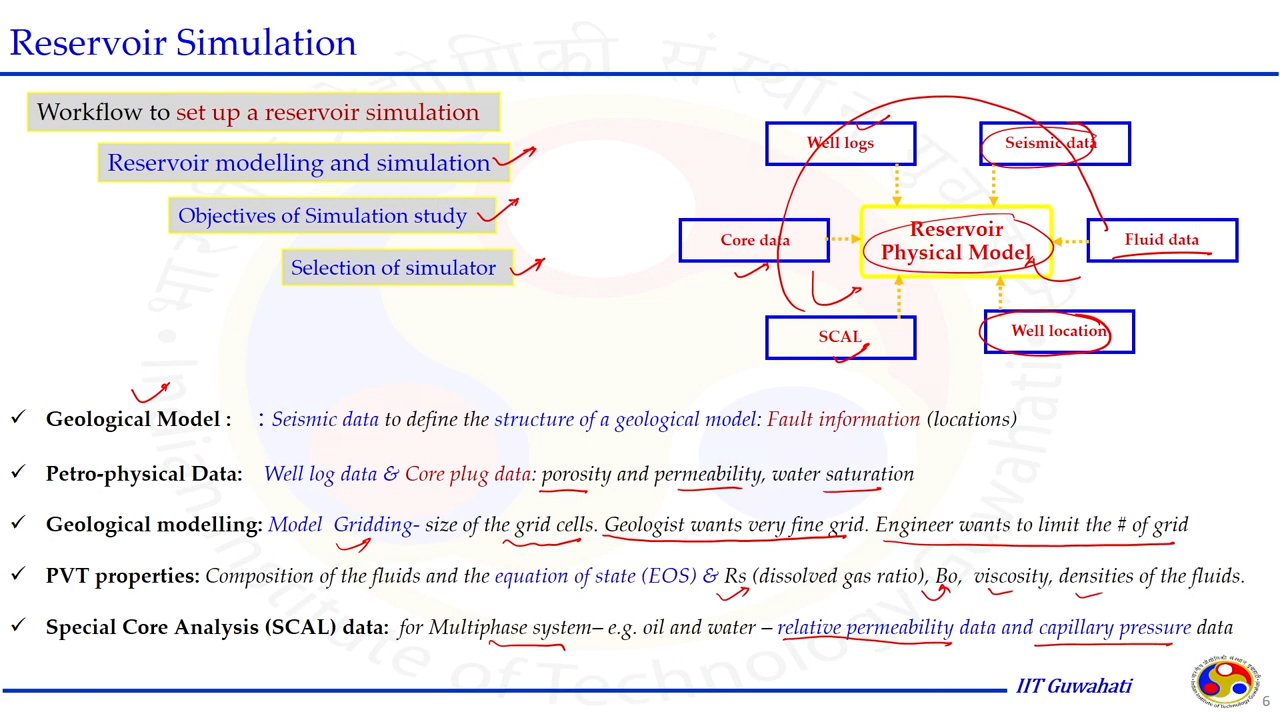 Reservoir Simulation
Workflow to set up a reservoir simulation
Reservoir modelling and simulation
Objectives of Simulation study
Selection of simulator
Well logs
Seismic data
Core data
Reservoir
Physical Model
Fluid data
SCAL
Well location
✓ Geological Model : : Seismic data to define the structure of a geological model: Fault information (locations)
✓ Petro-physical Data: Well log data & Core plug data: porosity and permeability, water saturation
✓ Geological modelling: Model Gridding- size of the grid cells. Geologist wants very fine grid. Engineer wants to limit the # of grid
✓ PVT properties: Composition of the fluids and the equation of state (EOS) & Rs (dissolved gas ratio), Bo, viscosity, densities of the fluids.
✓ Special Core Analysis (SCAL) data: for Multiphase system– e.g. oil and water – relative permeability data and capillary pressure data
IIT Guwahati
6
Indian Institute of Technology Guwahati